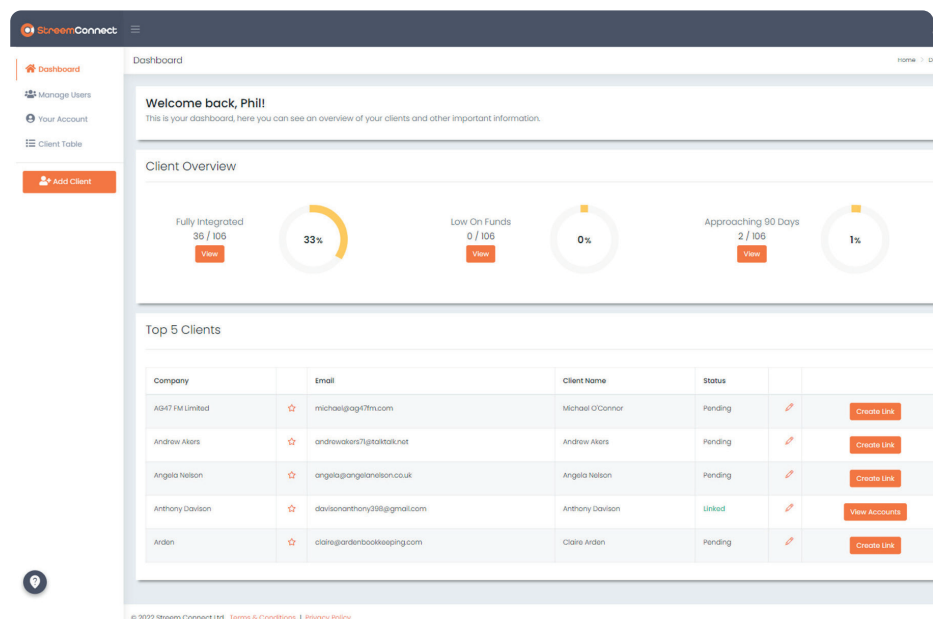 StreemConnect
Dashboard
Manage Users
Your Account
Client Table
Add Client
Dashboard
Home
Welcome back, Phil!
This is your dashboard, here you can see an overview of your clients and other important information.
Client Overview
Fully Integrated
36 / 106
View
33%
Low On Funds
0 / 106
View
0%
Approaching 90 Days
2 / 106
View
1%
Top 5 Clients
Company Email Client Name Status
AG47 FM Limited michael@ag47fm.com Michael O'Connor Pending Create Link
Andrew Akers andrewakers71@talktalk.net Andrew Akers Pending Create Link
Angela Nelson angela@angelanelson.co.uk Angela Nelson Pending Create Link
Anthony Davison davisonanthony398@gmail.com Anthony Davison Linked View Accounts
Arden claire@ardenbookkeeping.com Claire Arden Pending Create Link
© 2022 Streem Connect Ltd. Terms & Conditions | Privacy Policy